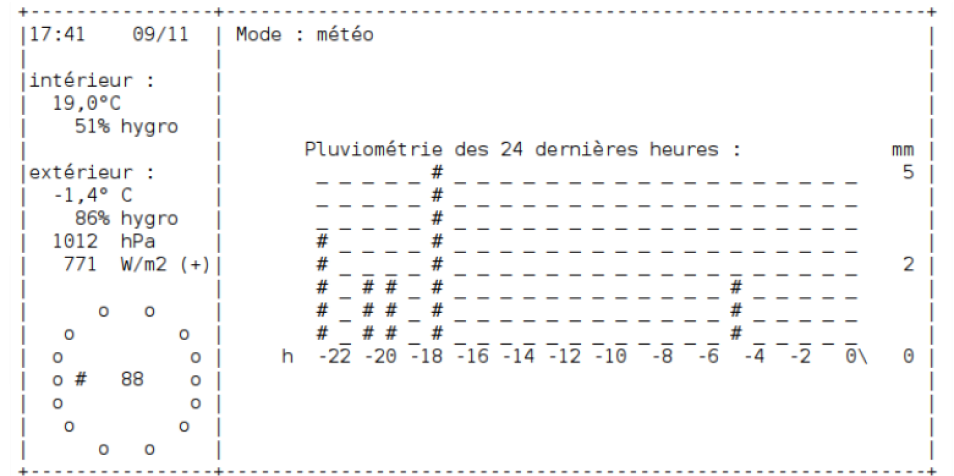 +----------------+-------------------------------------------------------------+
|17:41    09/11  | Mode : météo                                                |
|                |                                                             |
|intérieur :     |                                                             |
|  19,0°C        |                                                             |
|    51% hygro   |                                                             |
|                |       Pluviométrie des 24 dernières heures :             mm |
|extérieur :     |        _ _ _ _ _ # _ _ _ _ _ _ _ _ _ _ _ _ _ _ _ _ _ _    5 |
|  -1,4° C       |        _ _ _ _ _ # _ _ _ _ _ _ _ _ _ _ _ _ _ _ _ _ _ _      |
|    86% hygro   |        _ _ _ _ _ # _ _ _ _ _ _ _ _ _ _ _ _ _ _ _ _ _ _      |
|  1012  hPa     |        # _ _ _ _ # _ _ _ _ _ _ _ _ _ _ _ _ _ _ _ _ _ _      |
|   771  W/m2 (+)|        # _ _ _ _ # _ _ _ _ _ _ _ _ _ _ _ _ _ _ _ _ _ _    2 |
|                |        # _ # # _ # _ _ _ _ _ _ _ _ _ _ _ _ # _ _ _ _ _      |
|      o   o     |        # _ # # _ # _ _ _ _ _ _ _ _ _ _ _ _ # _ _ _ _ _      |
|   o         o  |        # _ # # _ # _ _ _ _ _ _ _ _ _ _ _ _ # _ _ _ _ _      |
|  o           o |     h  -22 -20 -18 -16 -14 -12 -10  -8  -6  -4  -2   0\   0 |
|  o #   88    o |                                                             |
|  o           o |                                                             |
|   o         o  |                                                             |
|      o   o     |                                                             |
+----------------+-------------------------------------------------------------+